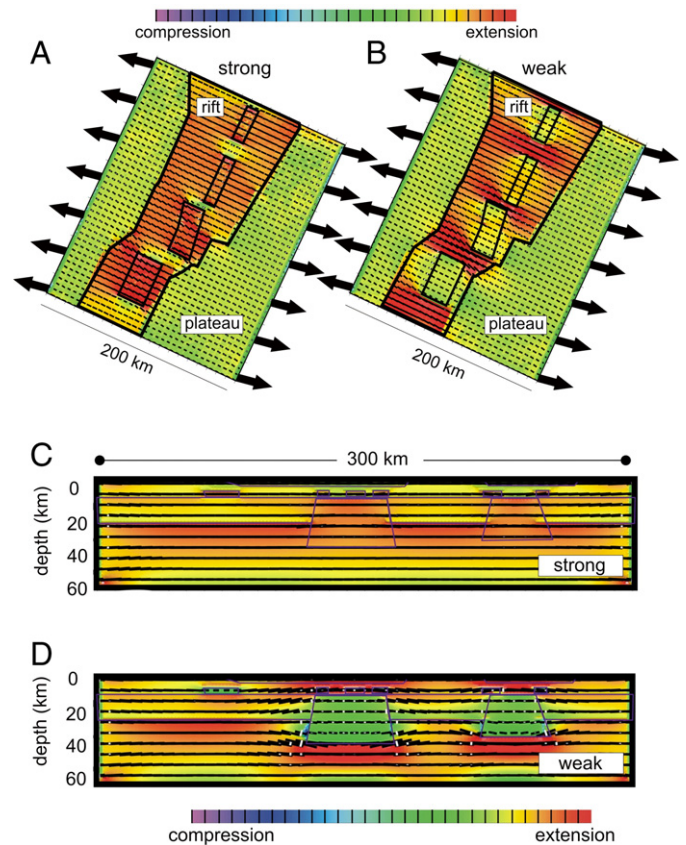 compression extension
A strong B weak
rift rift
plateau plateau
200 km 200 km
C 300 km
depth (km)
0
20
40
60
strong
D
depth (km)
0
20
40
60
weak
compression extension